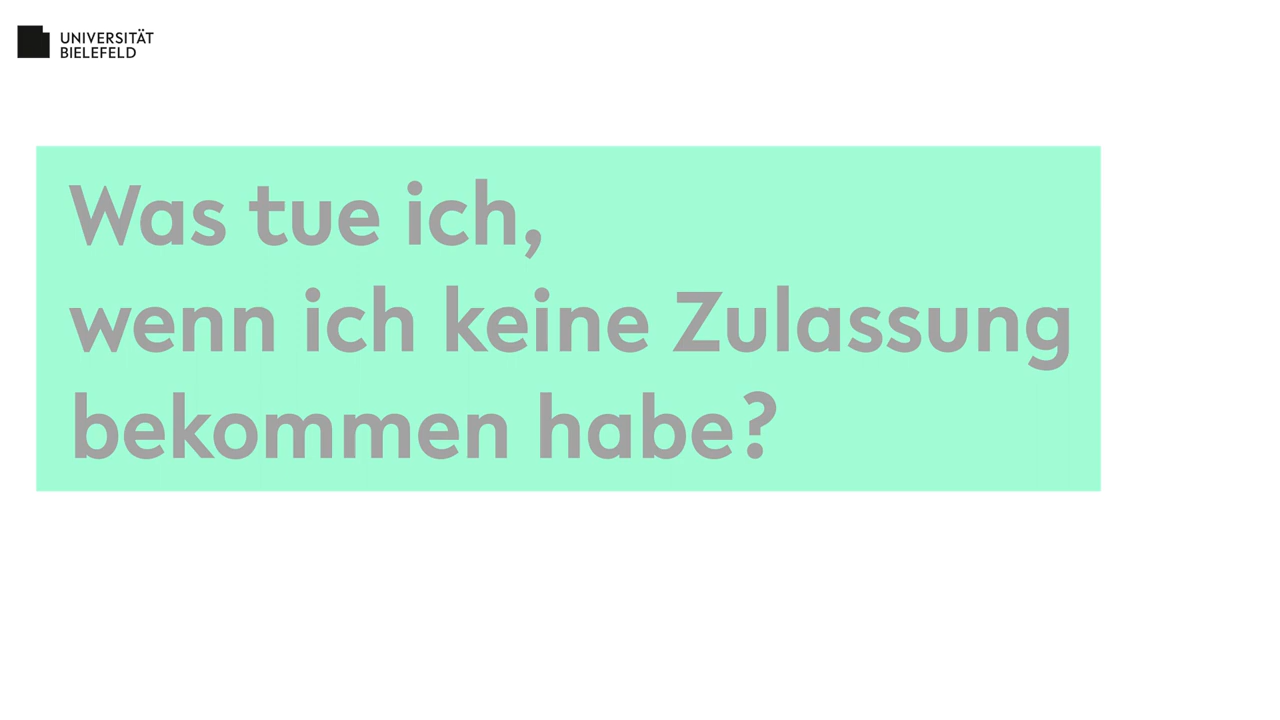 UNIVERSITÄT
BIELEFELD
Was tue ich,
wenn ich keine Zulassung
bekommen habe?